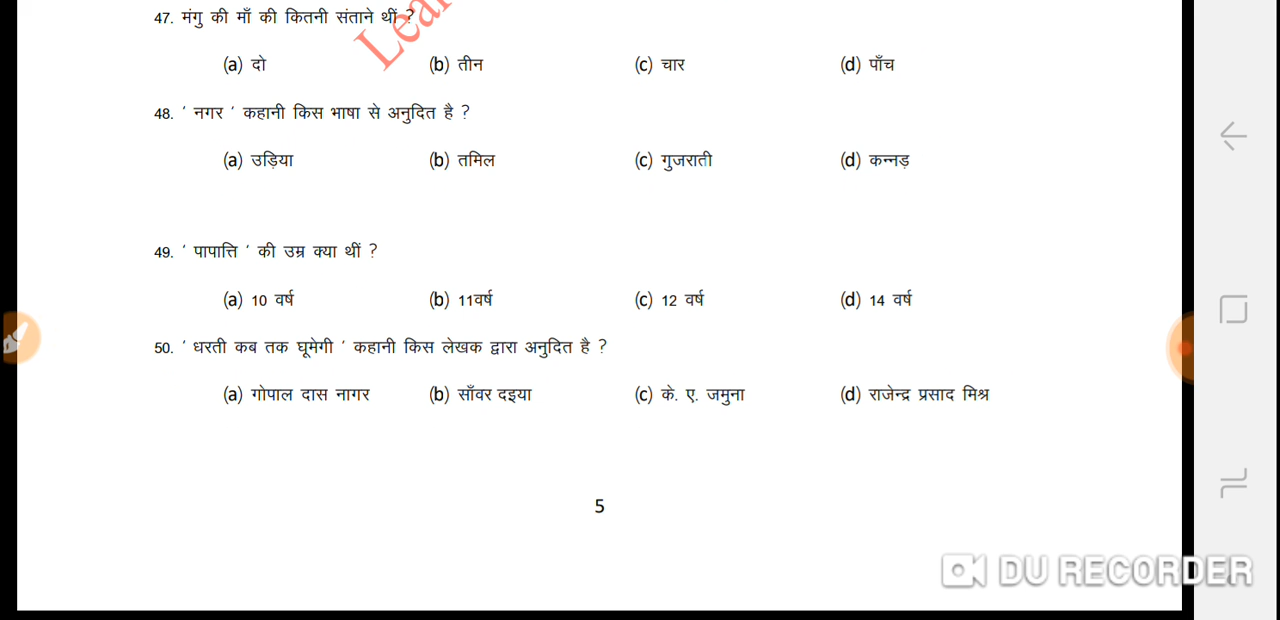 47. मंगु की माँ की कितनी संताने थीं ?
(a) दो (b) तीन (c) चार (d) पाँच
48. ' नगर ' कहानी किस भाषा से अनुदित है ?
(a) उड़िया (b) तमिल (c) गुजराती (d) कन्नड़
49. ' पापात्ति ' की उम्र क्या थीं ?
(a) 10 वर्ष (b) 11वर्ष (c) 12 वर्ष (d) 14 वर्ष
50. ' धरती कब तक घूमेगी ' कहानी किस लेखक द्वारा अनुदित है ?
(a) गोपाल दास नागर (b) साँवर दइया (c) के. ए. जमुना (d) राजेन्द्र प्रसाद मिश्र
5
DU RECORDER